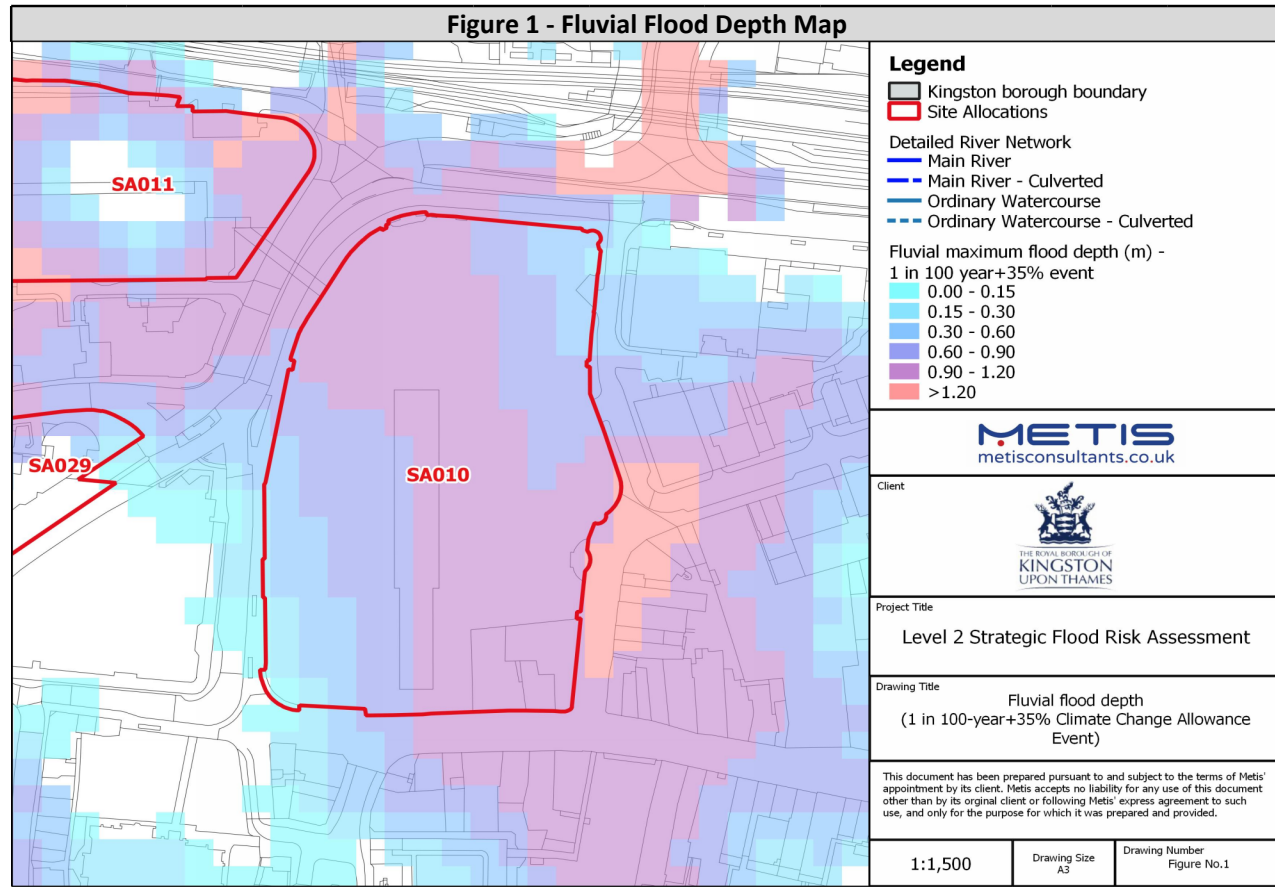 Figure 1 - Fluvial Flood Depth Map
SA011
SA029
SA010
Legend
Kingston borough boundary
Site Allocations
Detailed River Network
Main River
Main River - Culverted
Ordinary Watercourse
Ordinary Watercourse - Culverted
Fluvial maximum flood depth (m) -
1 in 100 year+35% event
0.00 - 0.15
0.15 - 0.30
0.30 - 0.60
0.60 - 0.90
0.90 - 1.20
>1.20
METIS
metisconsultants.co.uk
Client
THE ROYAL BOROUGH OF
KINGSTON
UPON THAMES
Project Title
Level 2 Strategic Flood Risk Assessment
Drawing Title
Fluvial flood depth
(1 in 100-year+35% Climate Change Allowance
Event)
This document has been prepared pursuant to and subject to the terms of Metis'
appointment by its client. Metis accepts no liability for any use of this document
other than by its orginal client or following Metis' express agreement to such
use, and only for the purpose for which it was prepared and provided.
1:1,500
Drawing Size
A3
Drawing Number
Figure No.1